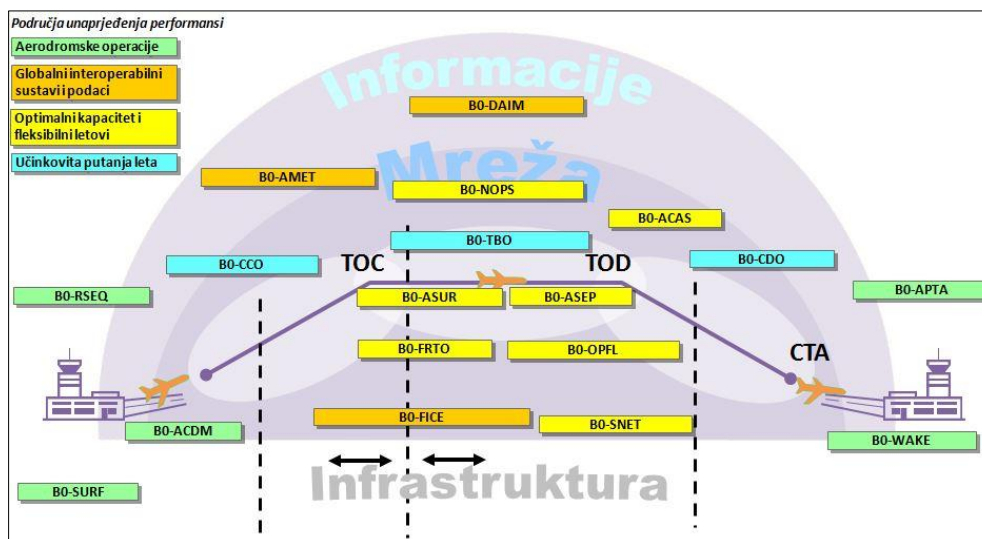 Područja unaprjeđenja performansi
Aerodromske operacije
Globalni interoperabilni
sustavi i podaci
Optimalni kapacitet i
fleksibilni letovi
Učinkovita putanja leta
Informacije
B0-DAIM
Mreža
B0-AMET
B0-NOPS
B0-ACAS
B0-TBO
B0-CCO
TOC
TOD
B0-CDO
B0-RSEQ
B0-ASUR
B0-ASEP
B0-APTA
B0-FRTO
B0-OPFL
CTA
B0-ACDM
B0-FICE
B0-SNET
B0-WAKE
Infrastruktura
B0-SURF